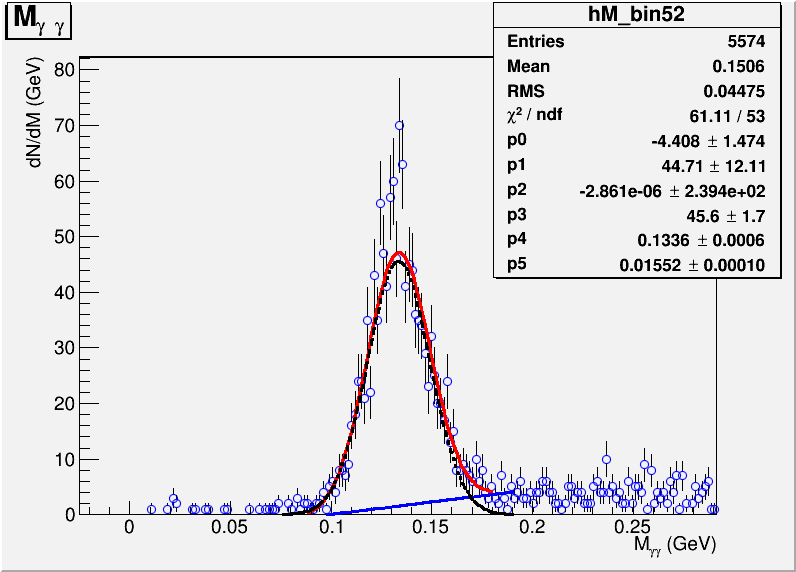 Mγ γ
hM_bin52
Entries 5574
Mean 0.1506
RMS 0.04475
χ² / ndf 61.11 / 53
p0 -4.408 ± 1.474
p1 44.71 ± 12.11
p2 -2.861e-06 ± 2.394e+02
p3 45.6 ± 1.7
p4 0.1336 ± 0.0006
p5 0.01552 ± 0.00010
dN/dM (GeV)
80
70
60
50
40
30
20
10
0
0 0.05 0.1 0.15 0.2 0.25
Mγγ (GeV)